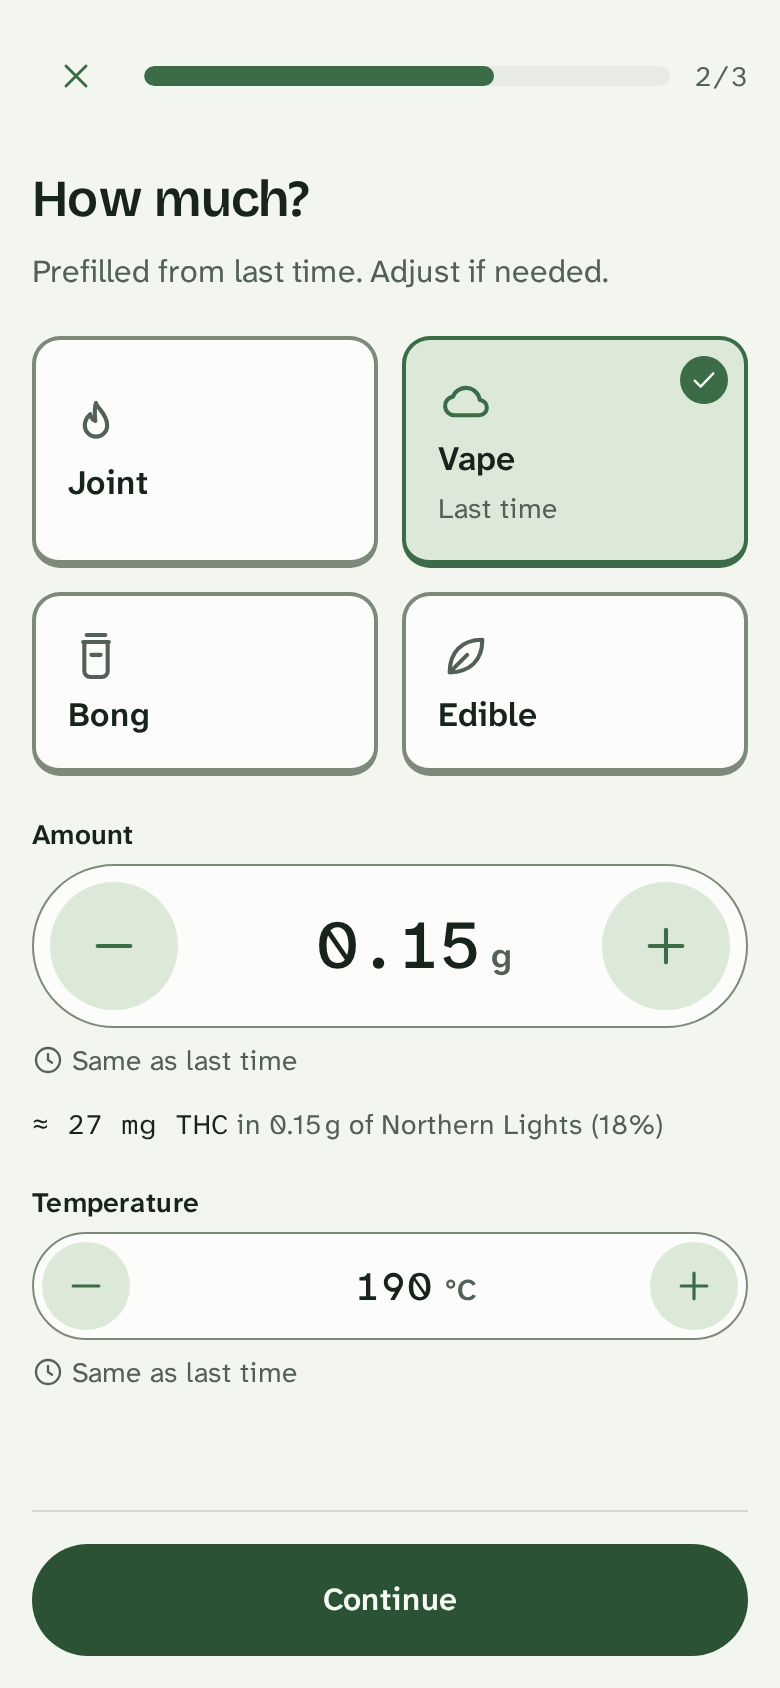 2/3
How much?
Prefilled from last time. Adjust if needed.
Joint
Vape
Last time
Bong
Edible
Amount
0.15 g
Same as last time
≈ 27 mg THC in 0.15 g of Northern Lights (18%)
Temperature
190 °C
Same as last time
Continue